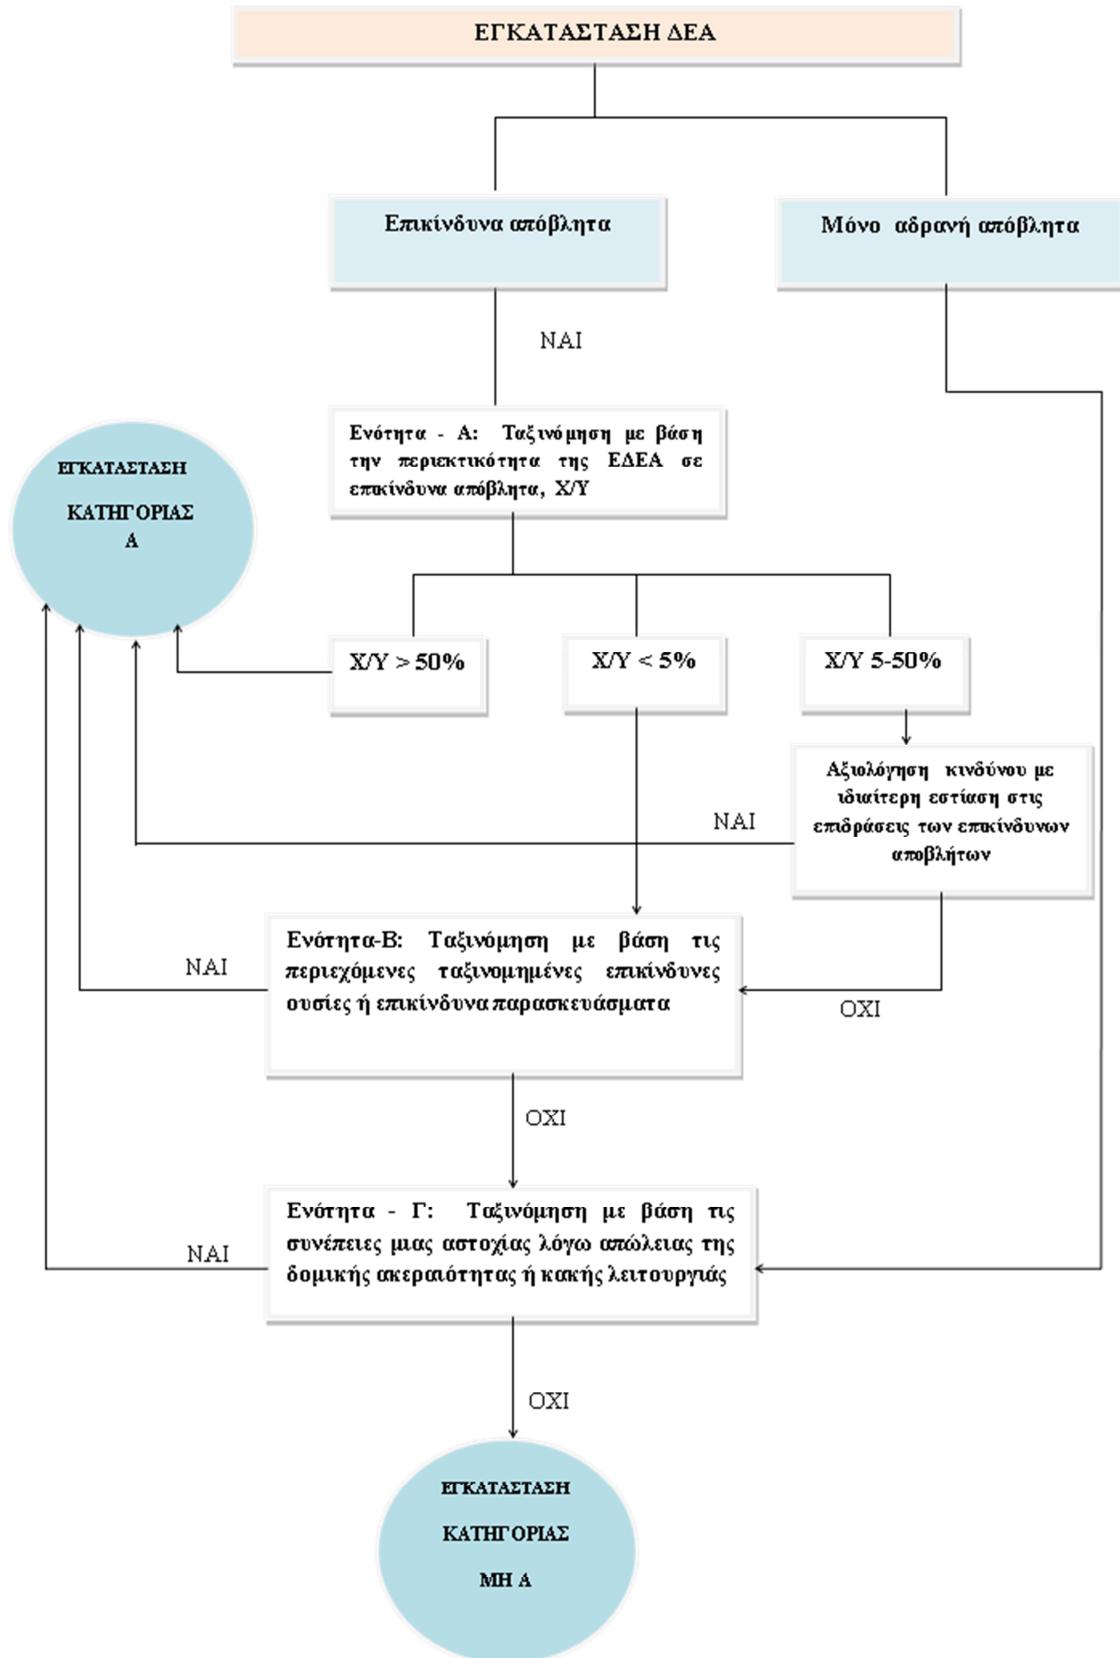 ΕΓΚΑΤΑΣΤΑΣΗ ΔΕΑ
Επικίνδυνα απόβλητα
Μόνο αδρανή απόβλητα
ΝΑΙ
Ενότητα - Α: Ταξινόμηση με βάση
την περιεκτικότητα της ΕΔΕΑ σε
επικίνδυνα απόβλητα, Χ/Υ
ΕΓΚΑΤΑΣΤΑΣΗ
ΚΑΤΗΓΟΡΙΑΣ
Α
Χ/Υ > 50%
Χ/Υ < 5%
Χ/Υ 5-50%
Αξιολόγηση κινδύνου με
ιδιαίτερη εστίαση στις
επιδράσεις των επικίνδυνων
αποβλήτων
ΝΑΙ
Ενότητα-Β: Ταξινόμηση με βάση τις
περιεχόμενες ταξινομημένες επικίνδυνες
ουσίες ή επικίνδυνα παρασκευάσματα
ΝΑΙ
ΟΧΙ
ΟΧΙ
Ενότητα - Γ: Ταξινόμηση με βάση τις
συνέπειες μιας αστοχίας λόγω απώλειας της
δομικής ακεραιότητας ή κακής λειτουργιάς
ΝΑΙ
ΟΧΙ
ΕΓΚΑΤΑΣΤΑΣΗ
ΚΑΤΗΓΟΡΙΑΣ
ΜΗ Α